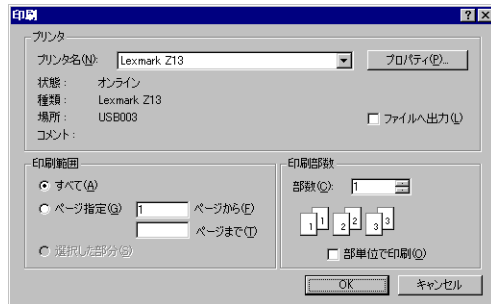 印刷
プリンタ
プリンタ名(N): Lexmark Z13 プロパティ(P)...
状態: オンライン
種類: Lexmark Z13
場所: USB003
コメント:
ファイルへ出力(L)
印刷範囲
すべて(A)
ページ指定(G) 1 ページから(F)
ページまで(T)
選択した部分(S)
印刷部数
部数(C): 1
1 1 2 2 3 3
部単位で印刷(O)
OK キャンセル